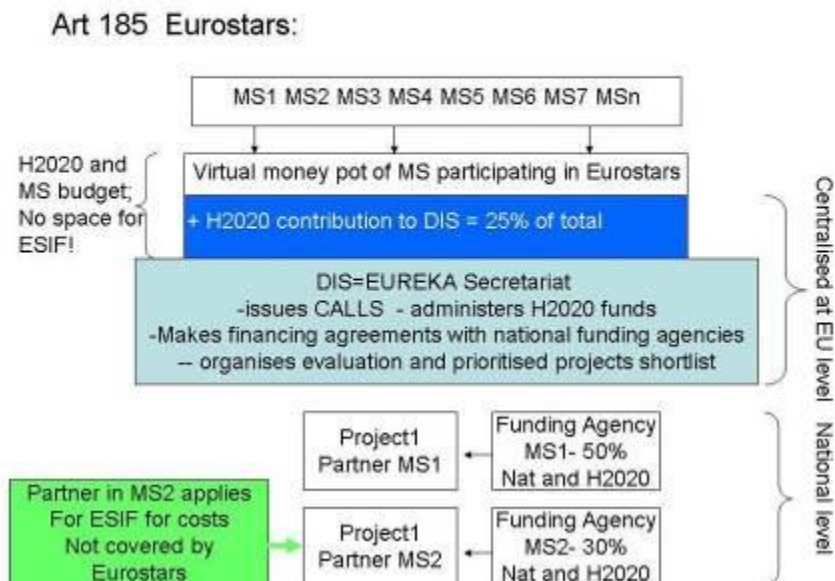 Art 185 Eurostars:
MS1 MS2 MS3 MS4 MS5 MS6 MS7 MSn
H2020 and
MS budget;
No space for
ESIF!
Virtual money pot of MS participating in Eurostars
+ H2020 contribution to DIS = 25% of total
DIS=EUREKA Secretariat
-issues CALLS - administers H2020 funds
-Makes financing agreements with national funding agencies
-- organises evaluation and prioritised projects shortlist
Centralised at EU level
Project1
Partner MS1
Funding Agency
MS1- 50%
Nat and H2020
Partner in MS2 applies
For ESIF for costs
Not covered by
Eurostars
Project1
Partner MS2
Funding Agency
MS2- 30%
Nat and H2020
National level